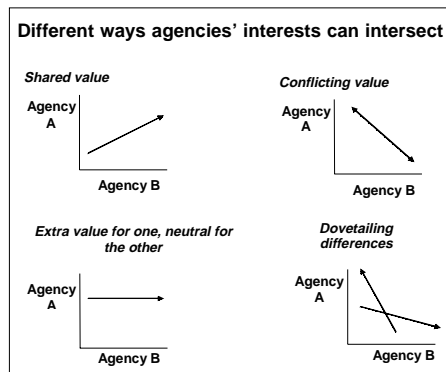 Different ways agencies’ interests can intersect
Shared value
Agency
A
Agency B
Conflicting value
Agency
A
Agency B
Extra value for one, neutral for
the other
Agency
A
Agency B
Dovetailing
differences
Agency
A
Agency B